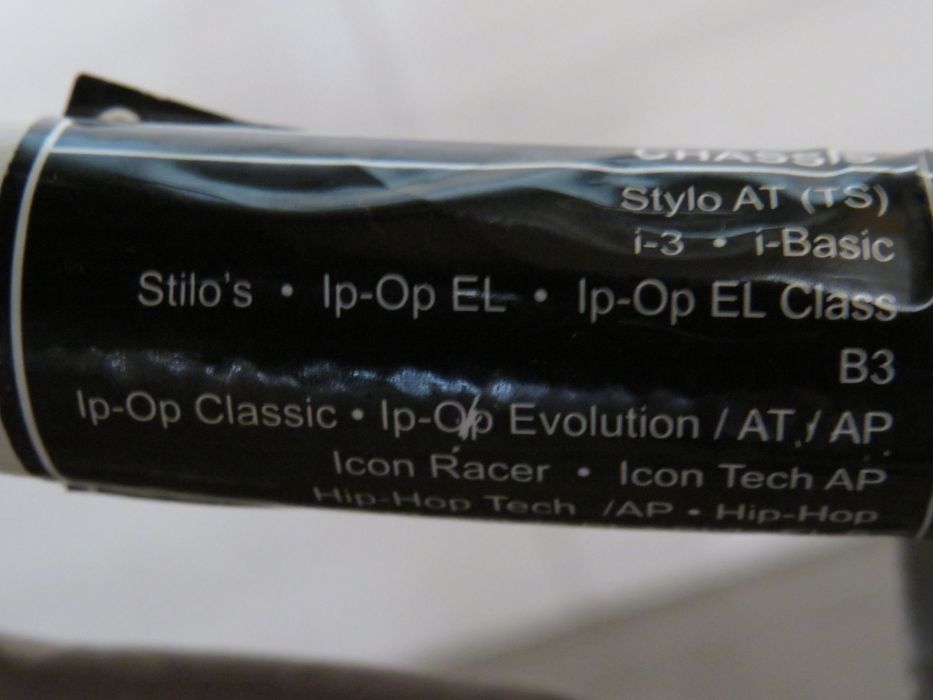 CHASSIS
Stylo AT (TS)
i-3 • i-Basic
Stilo's • Ip-Op EL • Ip-Op EL Class
B3
Ip-Op Classic • Ip-Op Evolution / AT / AP
Icon Racer • Icon Tech AP
Hip-Hop Tech /AP • Hip-Hop